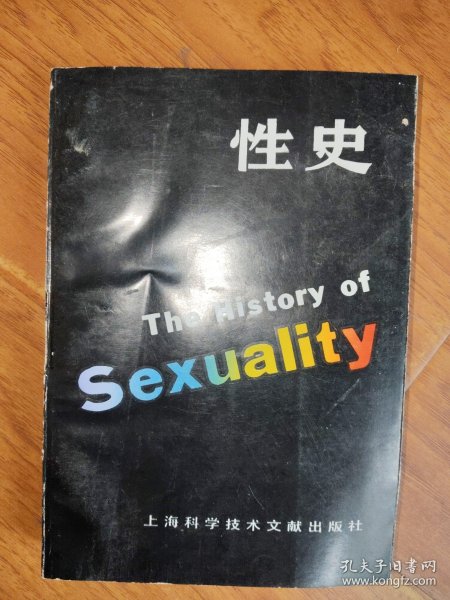 性史
The History of
Sexuality
上海科学技术文献出版社
孔夫子旧书网
www.kongfz.com